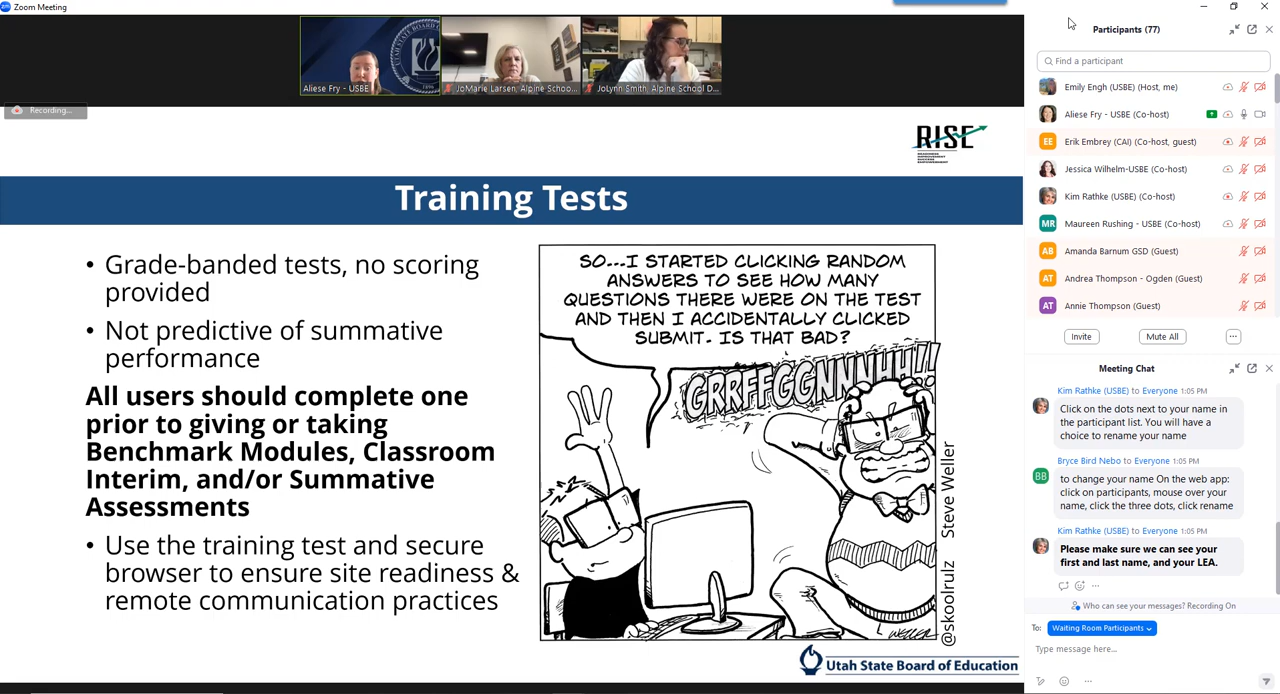 Zoom Meeting
Aliese Fry - USBE
JoMarie Larsen, Alpine Schoo...
JoLynn Smith, Alpine School D...
Recording...
RISE
Training Tests
• Grade-banded tests, no scoring
provided
• Not predictive of summative
performance
All users should complete one
prior to giving or taking
Benchmark Modules, Classroom
Interim, and/or Summative
Assessments
• Use the training test and secure
browser to ensure site readiness &
remote communication practices
SO...I STARTED CLICKING RANDOM
ANSWERS TO SEE HOW MANY
QUESTIONS THERE WERE ON THE TEST
AND THEN I ACCIDENTALLY CLICKED
SUBMIT. IS THAT BAD?
GRRFFGGNNNHH!!
@skoolrulz Steve Weller
WELLER
Utah State Board of Education
Participants (77)
Find a participant
Emily Engh (USBE) (Host, me)
Aliese Fry - USBE (Co-host)
EE Erik Embrey (CAI) (Co-host, guest)
Jessica Wilhelm-USBE (Co-host)
Kim Rathke (USBE) (Co-host)
MR Maureen Rushing - USBE (Co-host)
AB Amanda Barnum GSD (Guest)
AT Andrea Thompson - Ogden (Guest)
AT Annie Thompson (Guest)
Invite
Mute All
...
Meeting Chat
Kim Rathke (USBE) to Everyone 1:05 PM
Click on the dots next to your name in
the participant list. You will have a
choice to rename your name
Bryce Bird Nebo to Everyone 1:05 PM
BB
to change your name On the web app:
click on participants, mouse over your
name, click the three dots, click rename
Kim Rathke (USBE) to Everyone 1:05 PM
Please make sure we can see your
first and last name, and your LEA.
Who can see your messages? Recording On
To: Waiting Room Participants
Type message here...